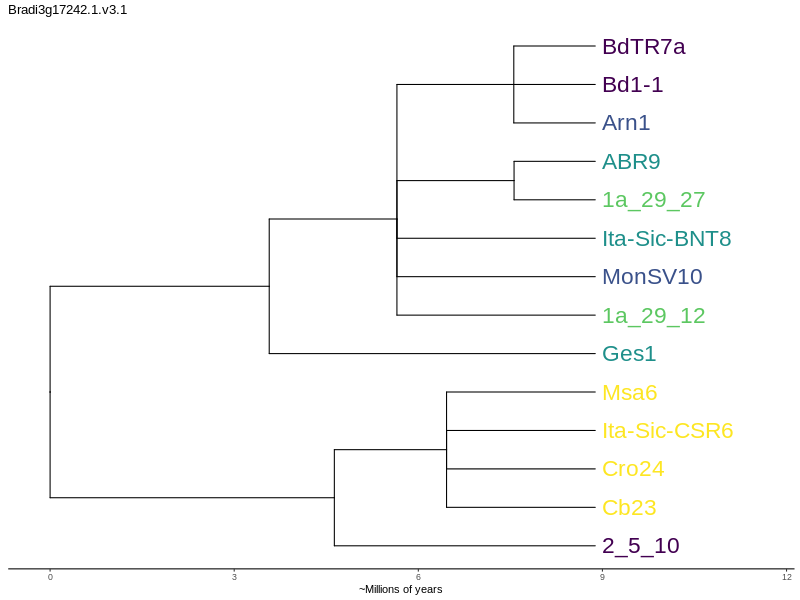 Bradi3g17242.1.v3.1
BdTR7a
Bd1-1
Arn1
ABR9
1a_29_27
Ita-Sic-BNT8
MonSV10
1a_29_12
Ges1
Msa6
Ita-Sic-CSR6
Cro24
Cb23
2_5_10
0 3 6 9 12
~Millions of years